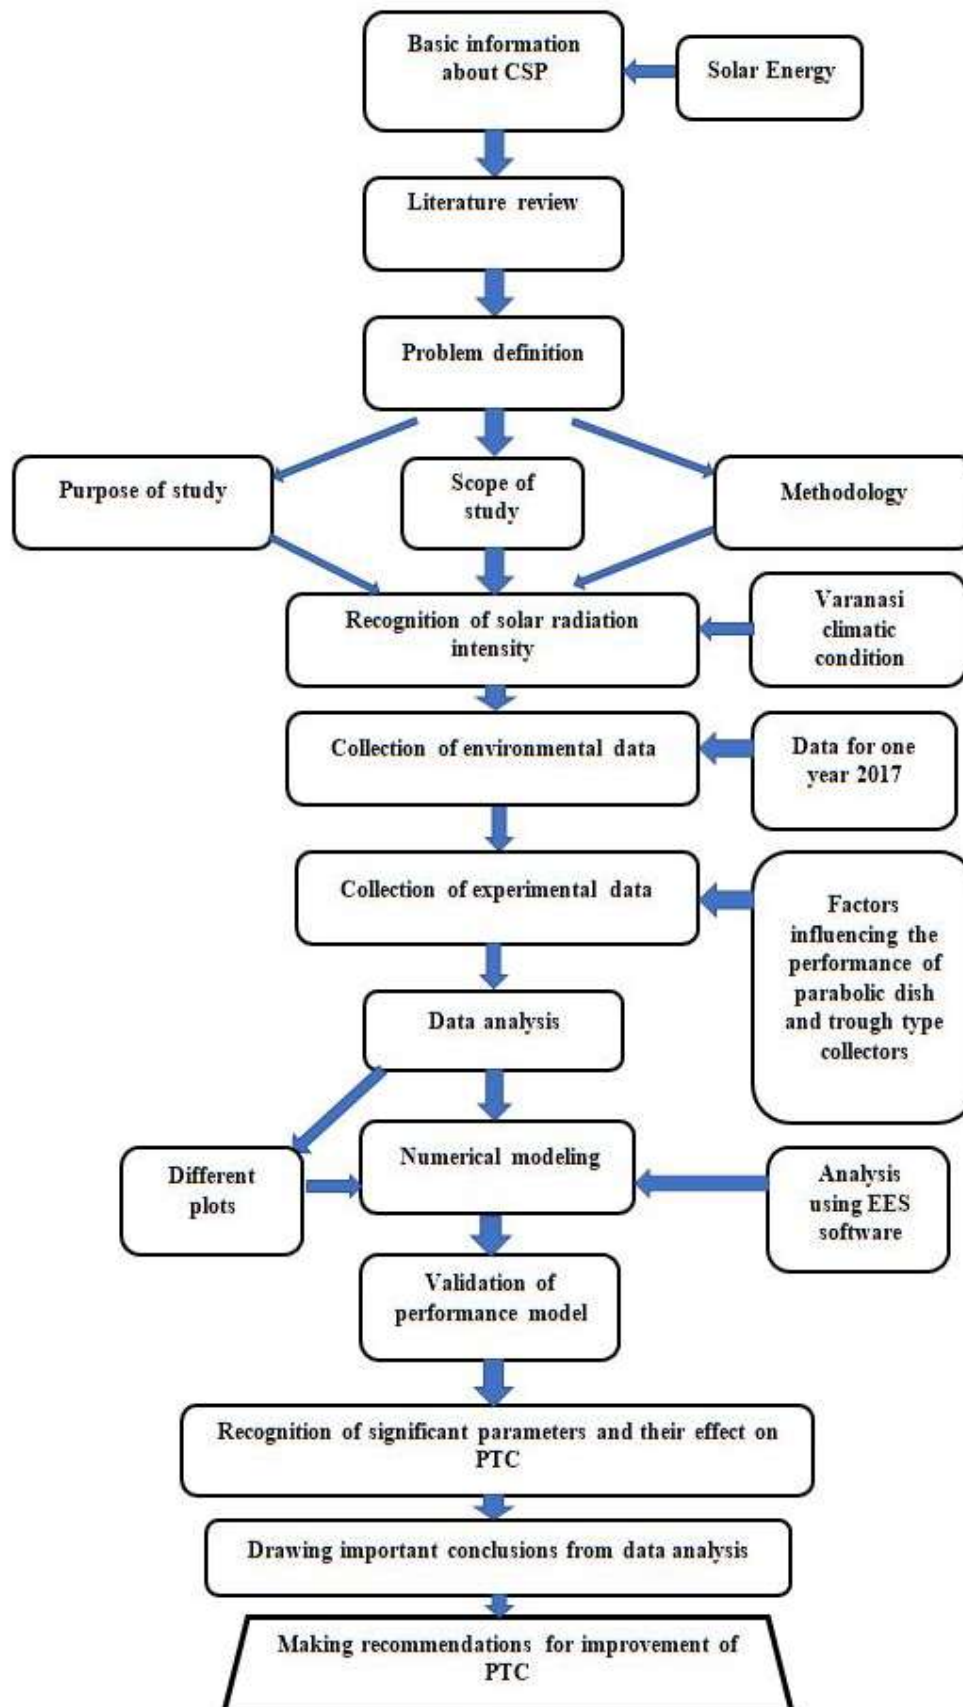 Basic information
about CSP
Solar Energy
Literature review
Problem definition
Purpose of study
Scope of
study
Methodology
Recognition of solar radiation
intensity
Varanasi
climatic
condition
Collection of environmental data
Data for one
year 2017
Collection of experimental data
Factors
influencing the
performance of
parabolic dish
and trough type
collectors
Data analysis
Different
plots
Numerical modeling
Analysis
using EES
software
Validation of
performance model
Recognition of significant parameters and their effect on
PTC
Drawing important conclusions from data analysis
Making recommendations for improvement of
PTC